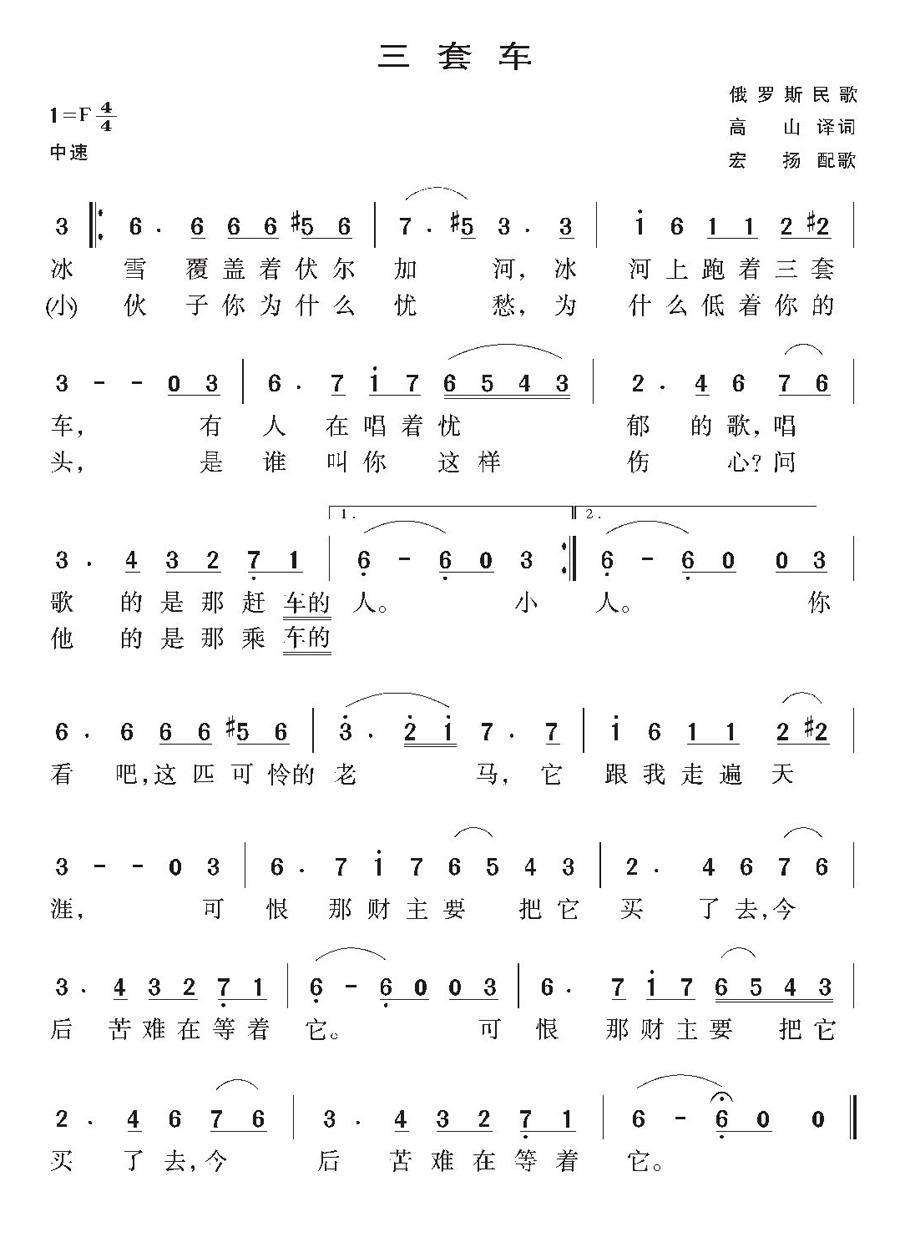 三套车
俄罗斯民歌
1=F 4/4
高 山 译词
中速
宏 扬 配歌
3 ‖: 6 . 6 6 6 #5 6 | 7 . #5 3 . 3 | i 6 1 1 2 #2 |
冰 雪 覆盖着伏尔 加 河, 冰 河上跑着三套
(小) 伙 子你为什么 忧 愁, 为 什么低着你的
3 - - 0 3 | 6 . 7 i 7 6 5 4 3 | 2 . 4 6 7 6 |
车, 有 人 在唱着忧 郁 的歌, 唱
头, 是 谁 叫你 这样 伤 心? 问
1. 2.
3 . 4 3 2 7 1 | 6 - 6 0 3 :‖ 6 - 6 0 0 3 |
歌 的是那赶车的 人。 小 人。 你
他 的是那乘车的
6 . 6 6 6 #5 6 | 3 . 2 i 7 . 7 | i 6 1 1 2 #2 |
看 吧, 这匹可怜的 老 马, 它 跟我走遍天
3 - - 0 3 | 6 . 7 i 7 6 5 4 3 | 2 . 4 6 7 6 |
涯, 可 恨 那财主要 把它 买 了去, 今
3 . 4 3 2 7 1 | 6 - 6 0 0 3 | 6 . 7 i 7 6 5 4 3 |
后 苦难在等着 它。 可 恨 那财主要 把它
2 . 4 6 7 6 | 3 . 4 3 2 7 1 | 6 - 6 0 0 ‖
买 了去, 今 后 苦难在等着 它。